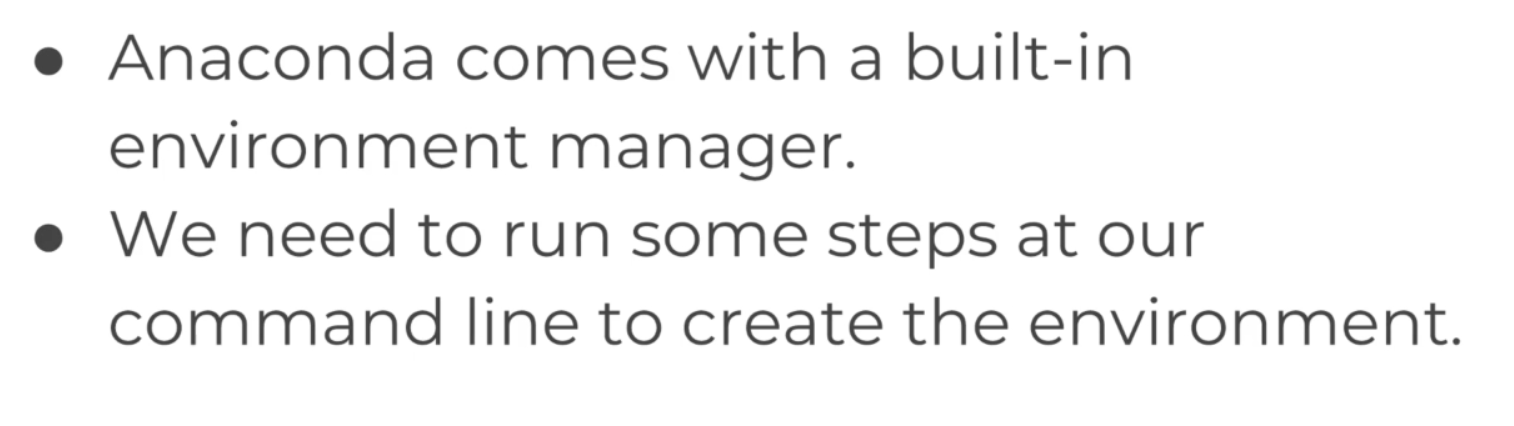 ● Anaconda comes with a built-in
environment manager.
● We need to run some steps at our
command line to create the environment.